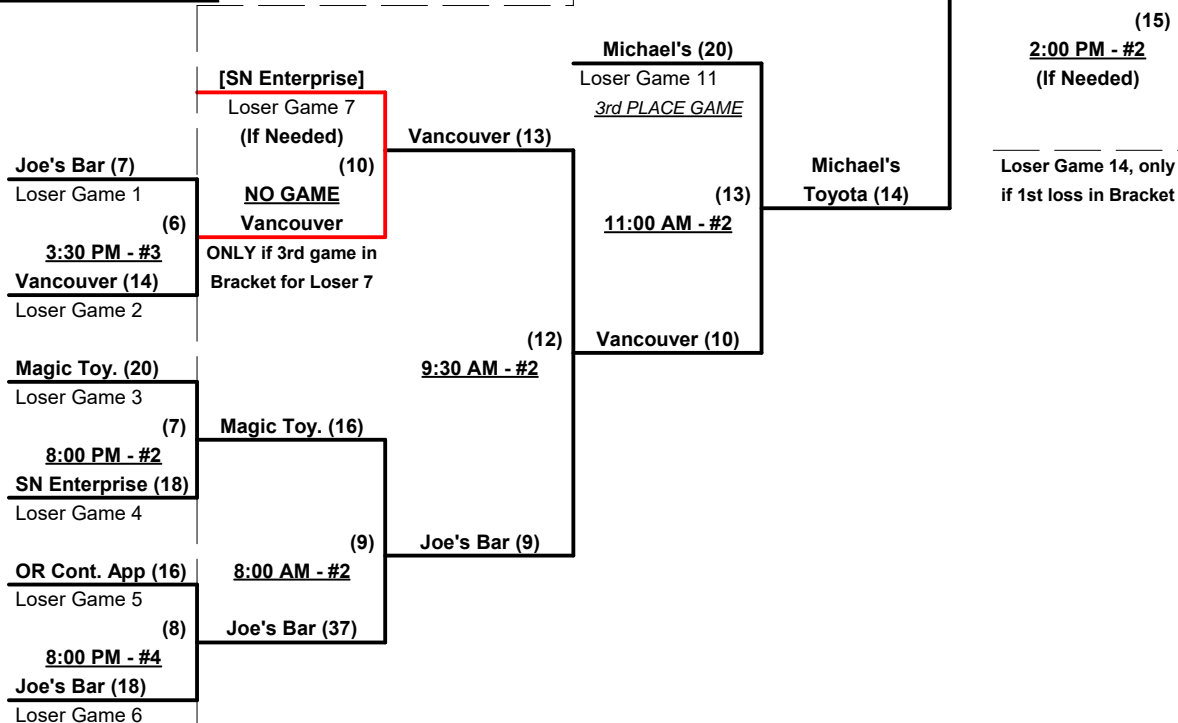 (15)
Michael's (20)
2:00 PM - #2
[SN Enterprise]
Loser Game 11
(If Needed)
Loser Game 7
3rd PLACE GAME
(If Needed)
Vancouver (13)
Joe's Bar (7)
(10)
Michael's
Loser Game 14, only
Loser Game 1
NO GAME
(13)
Toyota (14)
if 1st loss in Bracket
(6)
Vancouver
11:00 AM - #2
3:30 PM - #3
ONLY if 3rd game in
Vancouver (14)
Bracket for Loser 7
Loser Game 2
(12)
Vancouver (10)
Magic Toy. (20)
9:30 AM - #2
Loser Game 3
(7)
Magic Toy. (16)
8:00 PM - #2
SN Enterprise (18)
Loser Game 4
(9)
Joe's Bar (9)
OR Cont. App (16)
8:00 AM - #2
Loser Game 5
(8)
Joe's Bar (37)
8:00 PM - #4
Joe's Bar (18)
Loser Game 6